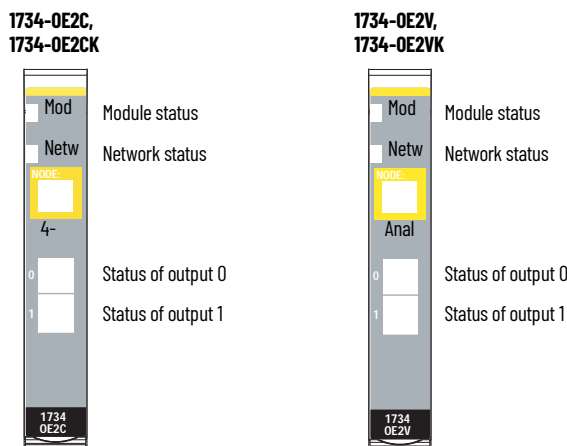 1734-OE2C,
1734-OE2CK
Mod
Module status
Netw
Network status
NODE:
4-
0
Status of output 0
1
Status of output 1
1734
OE2C
1734-OE2V,
1734-OE2VK
Mod
Module status
Netw
Network status
NODE:
Anal
0
Status of output 0
1
Status of output 1
1734
OE2V